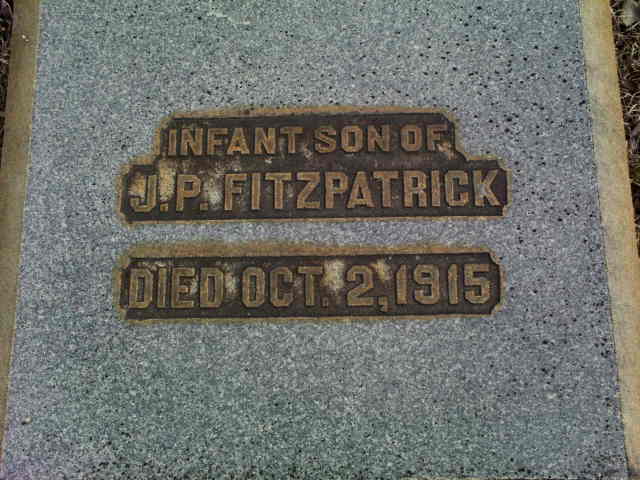 INFANT SON OF
J.P. FITZPATRICK
DIED OCT. 2, 1915